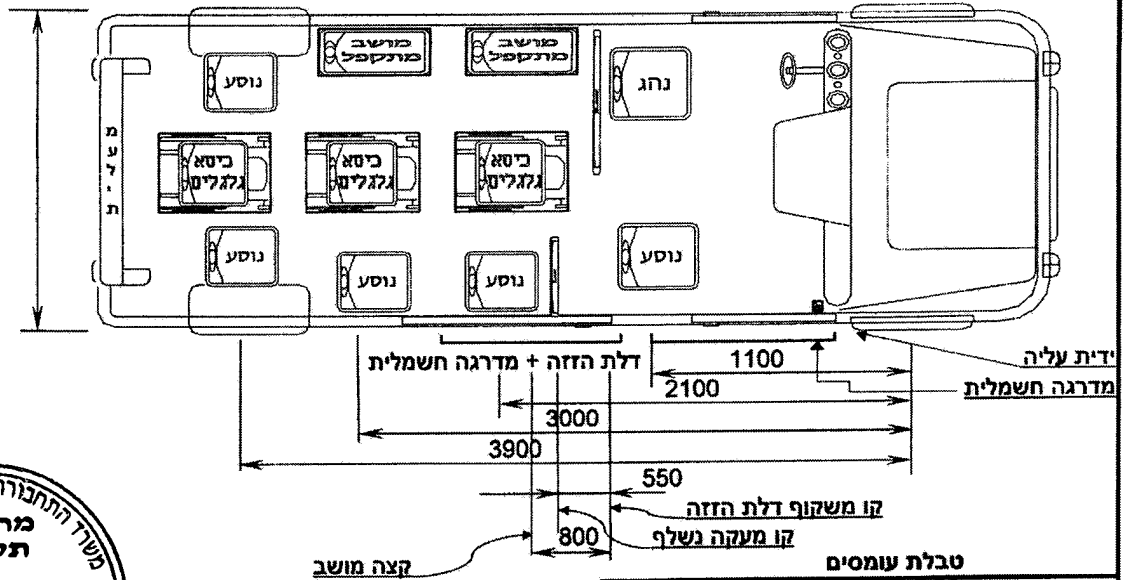 מושב
מתקפל
מושב
מתקפל
נוסע
נהג
מעלית
כיסא
גלגלים
כיסא
גלגלים
כיסא
גלגלים
נוסע
נוסע
נוסע
נוסע
דלת הזזה + מדרגה חשמלית
1100
ידית עליה
2100
מדרגה חשמלית
3000
3900
550
קו משקוף דלת הזזה
800
קו מעקה נשלף
קצה מושב
טבלת עומסים
משרד התחבורה